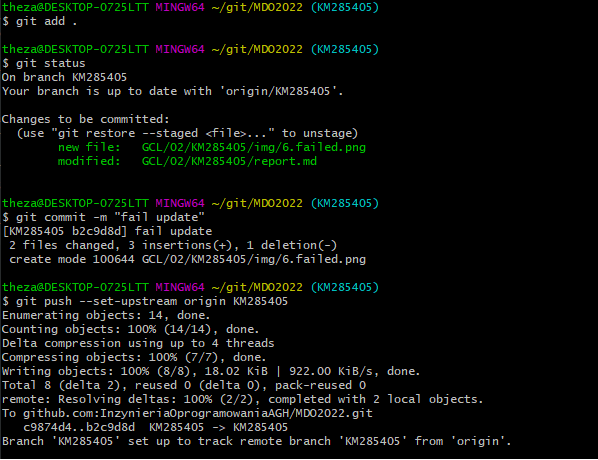 theza@DESKTOP-O725LTT MINGW64 ~/git/MDO2022 (KM285405)
$ git add .
theza@DESKTOP-O725LTT MINGW64 ~/git/MDO2022 (KM285405)
$ git status
On branch KM285405
Your branch is up to date with 'origin/KM285405'.
Changes to be committed:
  (use "git restore --staged <file>..." to unstage)
        new file:   GCL/02/KM285405/img/6.failed.png
        modified:   GCL/02/KM285405/report.md
theza@DESKTOP-O725LTT MINGW64 ~/git/MDO2022 (KM285405)
$ git commit -m "fail update"
[KM285405 b2c9d8d] fail update
 2 files changed, 3 insertions(+), 1 deletion(-)
 create mode 100644 GCL/02/KM285405/img/6.failed.png
theza@DESKTOP-O725LTT MINGW64 ~/git/MDO2022 (KM285405)
$ git push --set-upstream origin KM285405
Enumerating objects: 14, done.
Counting objects: 100% (14/14), done.
Delta compression using up to 4 threads
Compressing objects: 100% (7/7), done.
Writing objects: 100% (8/8), 18.02 KiB | 922.00 KiB/s, done.
Total 8 (delta 2), reused 0 (delta 0), pack-reused 0
remote: Resolving deltas: 100% (2/2), completed with 2 local objects.
To github.com:InzynieriaOprogramowaniaAGH/MDO2022.git
   c9874d4..b2c9d8d  KM285405 -> KM285405
Branch 'KM285405' set up to track remote branch 'KM285405' from 'origin'.